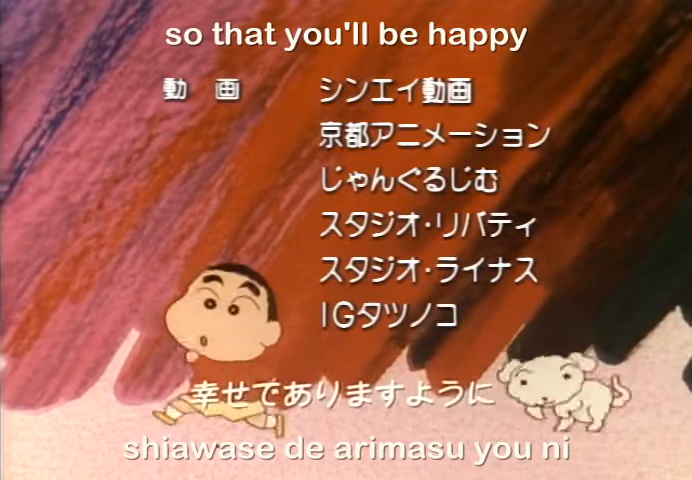 so that you'll be happy
動 画
シンエイ動画
京都アニメーション
じゃんぐるじむ
スタジオ・リバティ
スタジオ・ライナス
IGタツノコ
幸せでありますように
shiawase de arimasu you ni